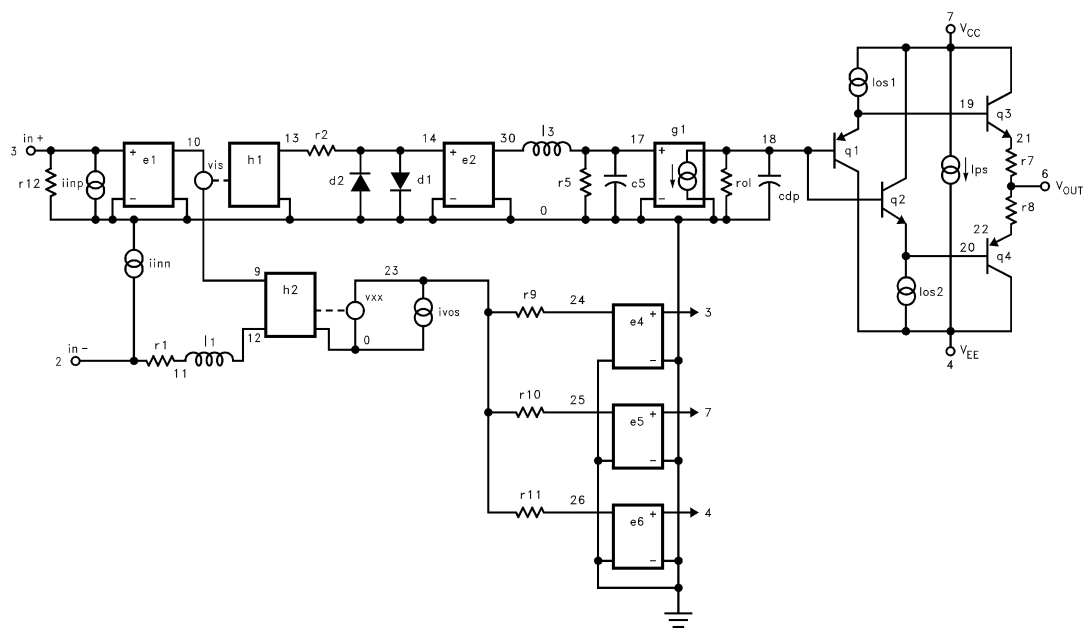 7
VCC
Ios1
19
q3
in+
3
10
13
r2
14
30
l3
17
g1
18
21
+
e1
vis
h1
+
e2
+
q1
r7
r12
iinp
d2
d1
r5
c5
rol
cdp
Ips
6
VOUT
−
−
−
q2
r8
0
22
iinn
20
q4
9
h2
23
vxx
ivos
Ios2
r9
24
e4
+
3
12
0
−
in−
2
r1
l1
11
VEE
4
r10
25
+
7
e5
−
r11
26
+
4
e6
−